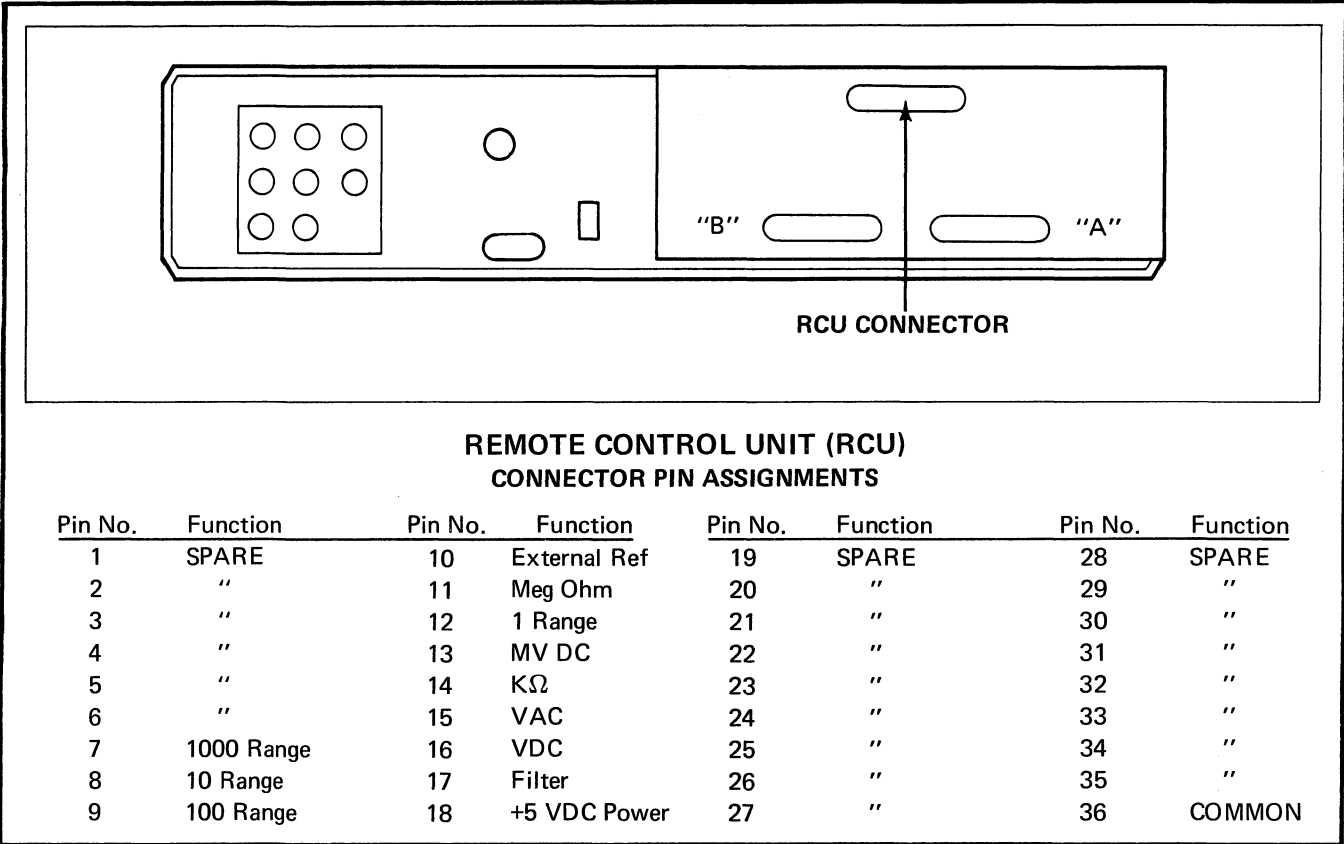 "B"
"A"
RCU CONNECTOR
REMOTE CONTROL UNIT (RCU)
CONNECTOR PIN ASSIGNMENTS
Pin No. Function Pin No. Function Pin No. Function Pin No. Function
1 SPARE 10 External Ref 19 SPARE 28 SPARE
2 " 11 Meg Ohm 20 " 29 "
3 " 12 1 Range 21 " 30 "
4 " 13 MV DC 22 " 31 "
5 " 14 KΩ 23 " 32 "
6 " 15 VAC 24 " 33 "
7 1000 Range 16 VDC 25 " 34 "
8 10 Range 17 Filter 26 " 35 "
9 100 Range 18 +5 VDC Power 27 " 36 COMMON